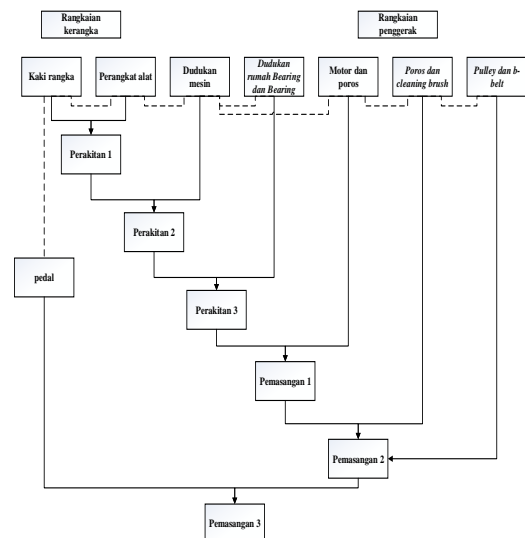 Rangkaian
kerangka
Rangkaian
penggerak
Kaki rangka
Perangkat alat
Dudukan
mesin
Dudukan
rumah Bearing
dan Bearing
Motor dan
poros
Poros dan
cleaning brush
Pulley dan b-
belt
Perakitan 1
Perakitan 2
pedal
Perakitan 3
Pemasangan 1
Pemasangan 2
Pemasangan 3